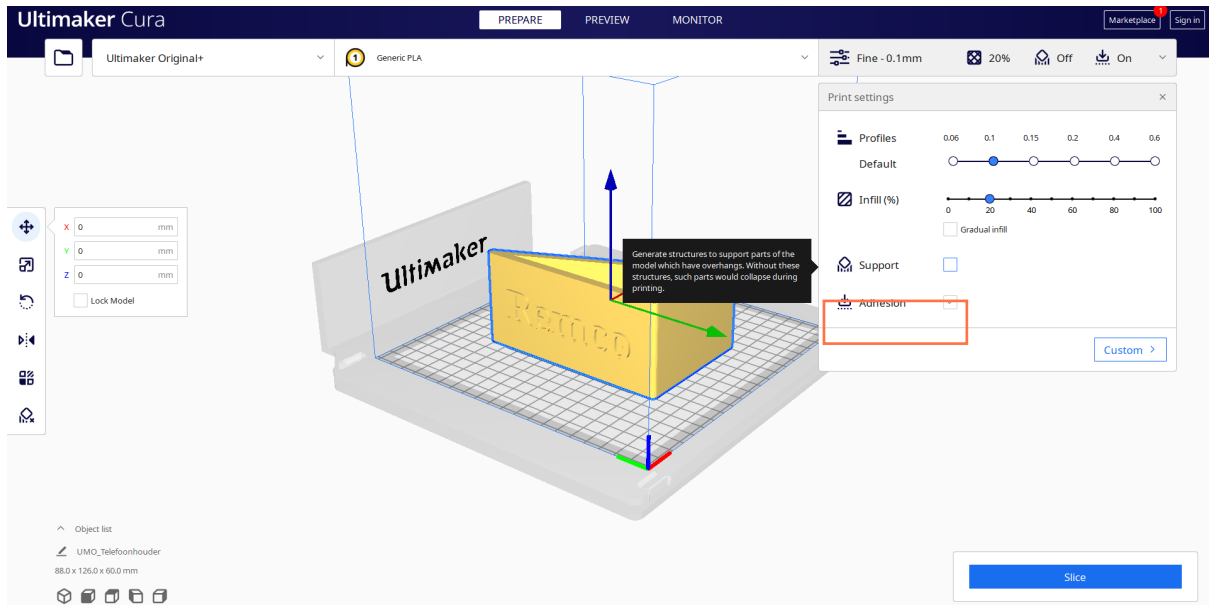 Ultimaker Cura
PREPARE PREVIEW MONITOR
Marketplace 1 Sign in
Ultimaker Original+
1 Generic PLA
Fine - 0.1mm 20% Off On
Print settings
Profiles 0.06 0.1 0.15 0.2 0.4 0.6
Default
Infill (%)
0 20 40 60 80 100
Gradual infill
Support
Adhesion
Custom
X 0 mm
Y 0 mm
Z 0 mm
Lock Model
Ultimaker
Remco
Generate structures to support parts of the
model which have overhangs. Without these
structures, such parts would collapse during
printing.
Object list
UMO_Telefoonhouder
88.0 x 126.0 x 60.0 mm
Slice